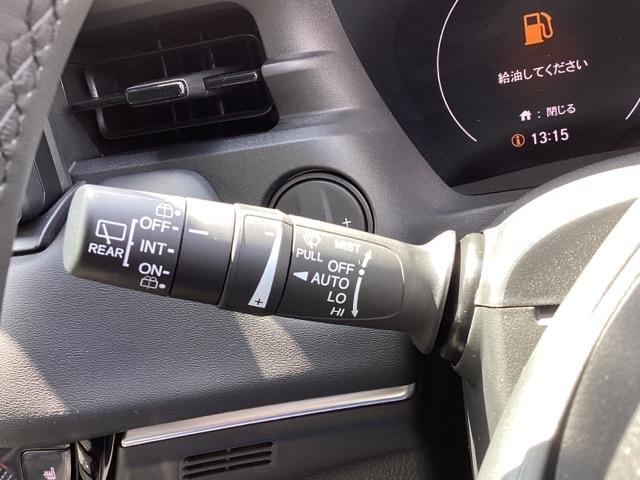 給油してください
: 閉じる
13:15
OFF
INT
ON
REAR
-
+
MIST
PULL
OFF
AUTO
LO
HI
+